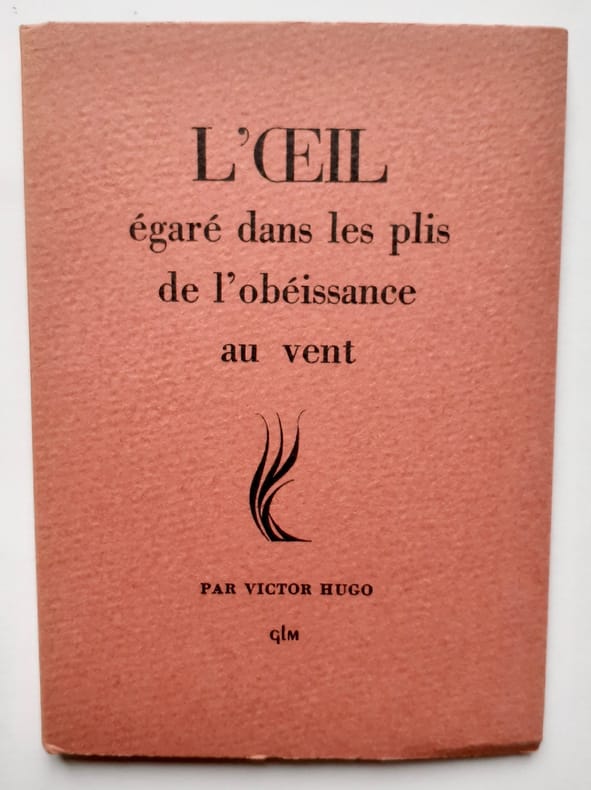 L'ŒIL
égaré dans les plis
de l'obéissance
au vent
PAR VICTOR HUGO
GLM